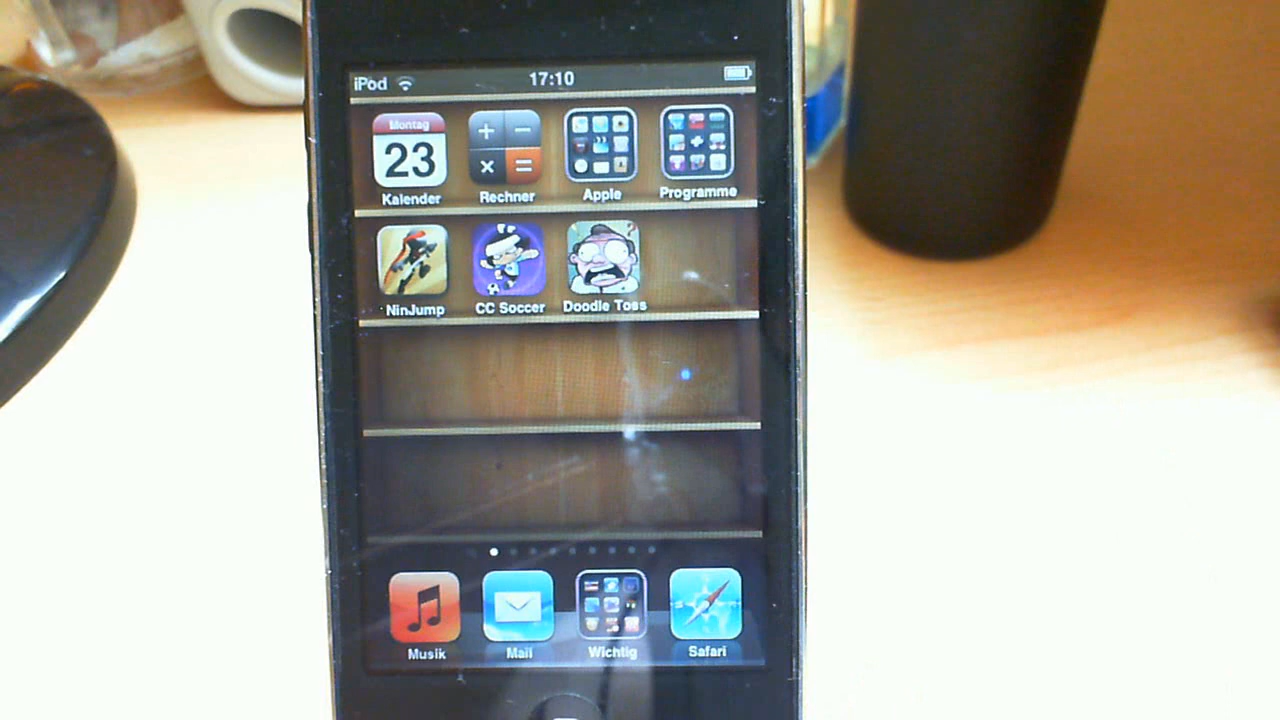 iPod 17:10
Montag
23
Kalender Rechner Apple Programme
NinJump CC Soccer Doodle Toss
Musik Mail Wichtig Safari